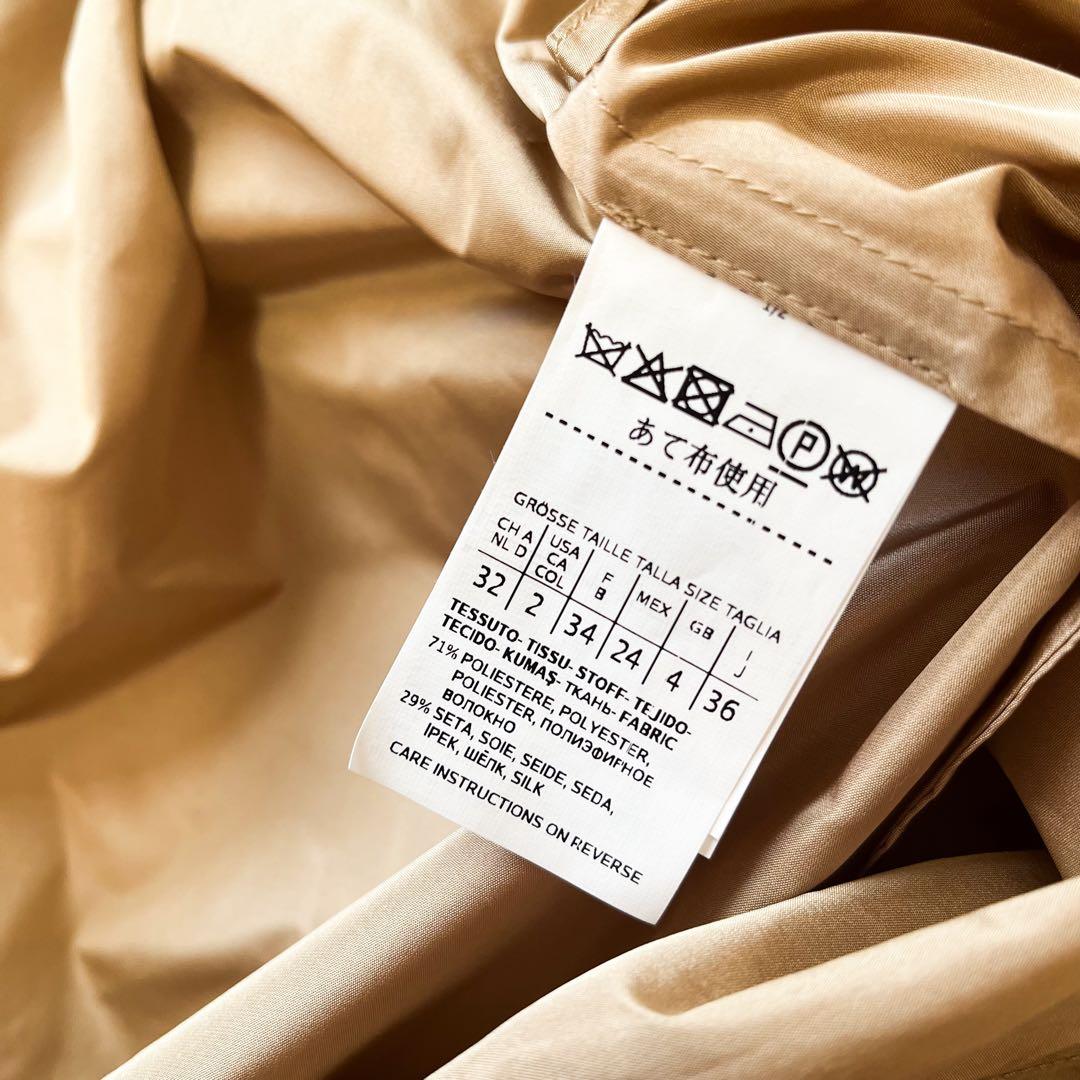 1/2
P W
あて布使用
GRÖSSE TAILLE TALLA SIZE TAGLIA
CH A NL D | USA CA COL | F B | MEX | GB | I J
32 | 2 | 34 | 24 | 4 | 36
TESSUTO- TISSU- STOFF- TEJIDO-
TECIDO- KUMAŞ- ТКАНЬ- FABRIC
71% POLIESTERE, POLYESTER,
POLIESTER, ПОЛИЭФИРНОЕ
ВОЛОКНО
29% SETA, SOIE, SEIDE, SEDA,
IPEK, ШЁЛК, SILK
CARE INSTRUCTIONS ON REVERSE